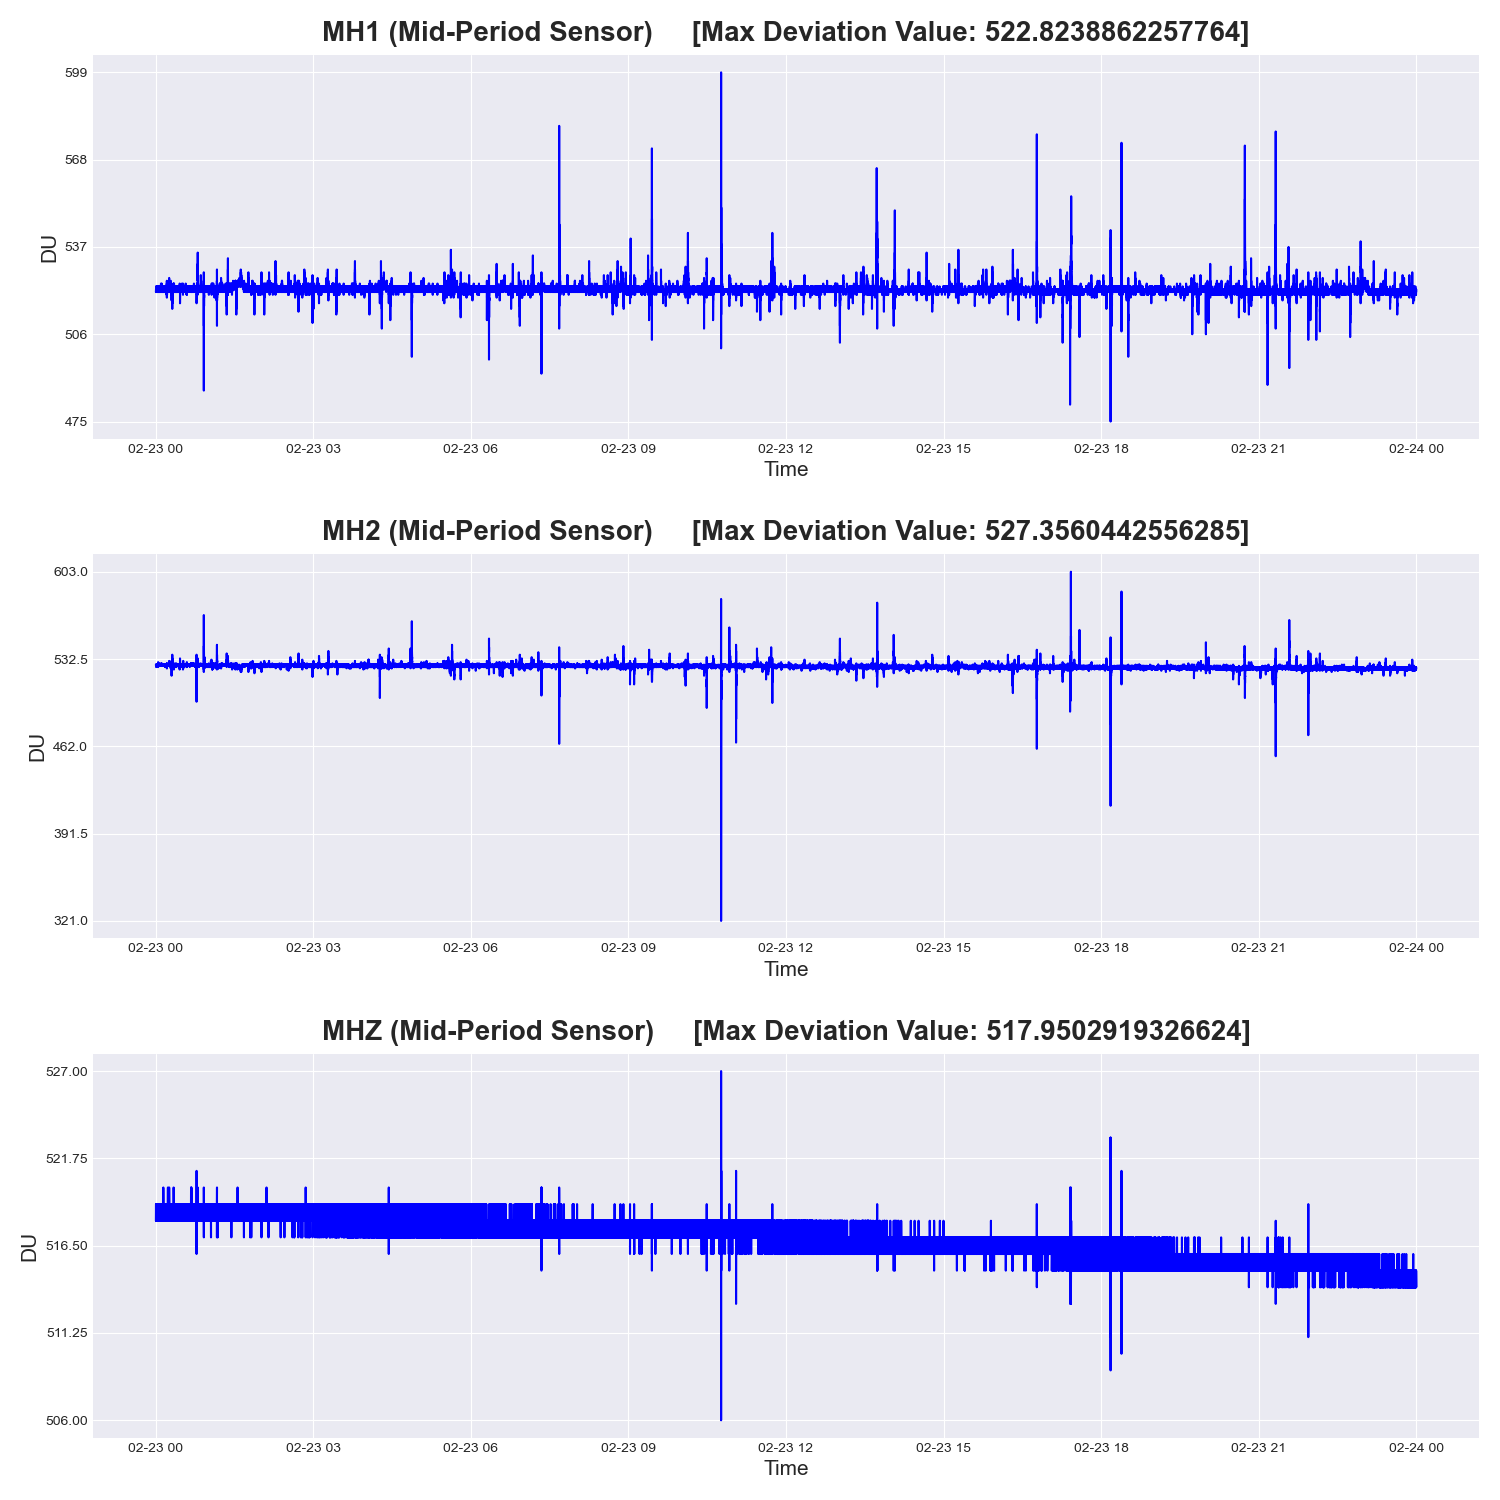 MH1 (Mid-Period Sensor)     [Max Deviation Value: 522.8238862257764]
599
568
537
506
475
DU
02-23 00 02-23 03 02-23 06 02-23 09 02-23 12 02-23 15 02-23 18 02-23 21 02-24 00
Time
MH2 (Mid-Period Sensor)     [Max Deviation Value: 527.3560442556285]
603.0
532.5
462.0
391.5
321.0
DU
02-23 00 02-23 03 02-23 06 02-23 09 02-23 12 02-23 15 02-23 18 02-23 21 02-24 00
Time
MHZ (Mid-Period Sensor)     [Max Deviation Value: 517.9502919326624]
527.00
521.75
516.50
511.25
506.00
DU
02-23 00 02-23 03 02-23 06 02-23 09 02-23 12 02-23 15 02-23 18 02-23 21 02-24 00
Time